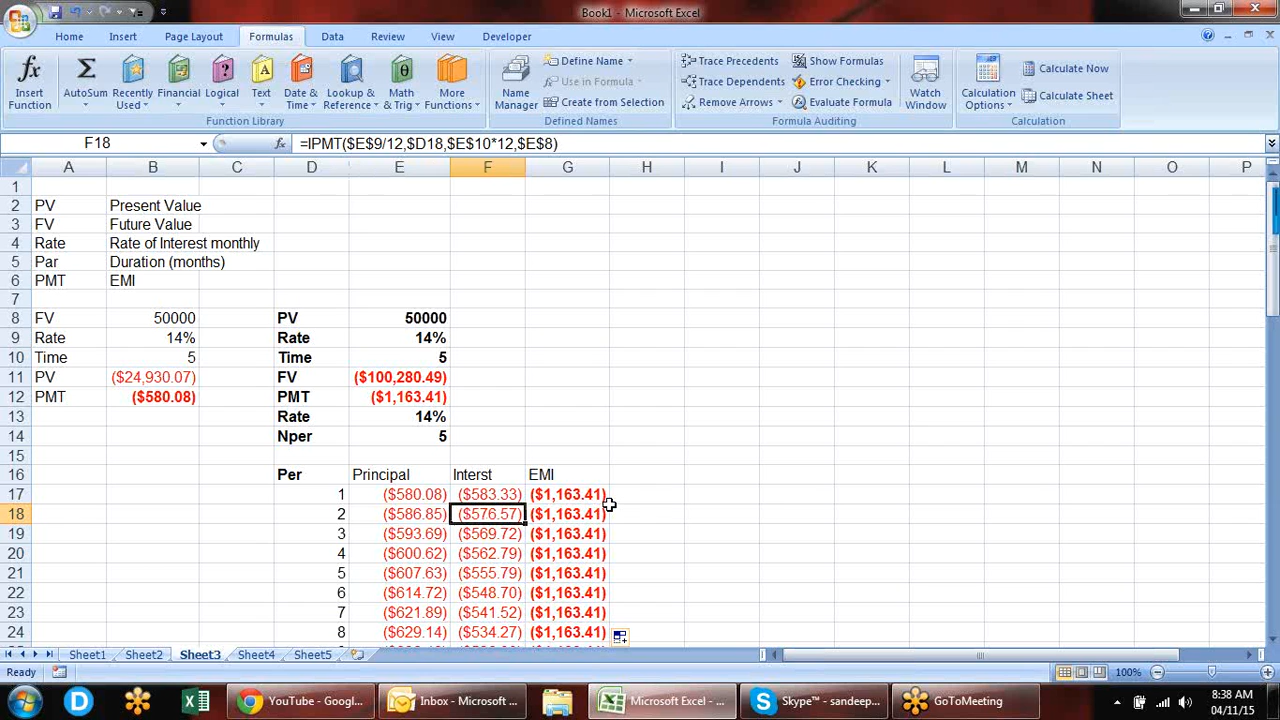 Book1 - Microsoft Excel
Home Insert Page Layout Formulas Data Review View Developer
Insert Function
AutoSum
Recently Used
Financial
Logical
Text
Date & Time
Lookup & Reference
Math & Trig
More Functions
Function Library
Name Manager
Define Name
Use in Formula
Create from Selection
Defined Names
Trace Precedents
Trace Dependents
Remove Arrows
Show Formulas
Error Checking
Evaluate Formula
Formula Auditing
Watch Window
Calculation Options
Calculate Now
Calculate Sheet
Calculation
F18 fx =IPMT($E$9/12,$D18,$E$10*12,$E$8)
A B C D E F G H I J K L M N O P
1
2 PV Present Value
3 FV Future Value
4 Rate Rate of Interest monthly
5 Par Duration (months)
6 PMT EMI
7
8 FV 50000 PV 50000
9 Rate 14% Rate 14%
10 Time 5 Time 5
11 PV ($24,930.07) FV ($100,280.49)
12 PMT ($580.08) PMT ($1,163.41)
13 Rate 14%
14 Nper 5
15
16 Per Principal Interst EMI
17 1 ($580.08) ($583.33) ($1,163.41)
18 2 ($586.85) ($576.57) ($1,163.41)
19 3 ($593.69) ($569.72) ($1,163.41)
20 4 ($600.62) ($562.79) ($1,163.41)
21 5 ($607.63) ($555.79) ($1,163.41)
22 6 ($614.72) ($548.70) ($1,163.41)
23 7 ($621.89) ($541.52) ($1,163.41)
24 8 ($629.14) ($534.27) ($1,163.41)
Sheet1 Sheet2 Sheet3 Sheet4 Sheet5
Ready 100%
YouTube - Googl... Inbox - Microsoft ... Microsoft Excel - ... Skype™ - sandeep... GoToMeeting
8:38 AM
04/11/15